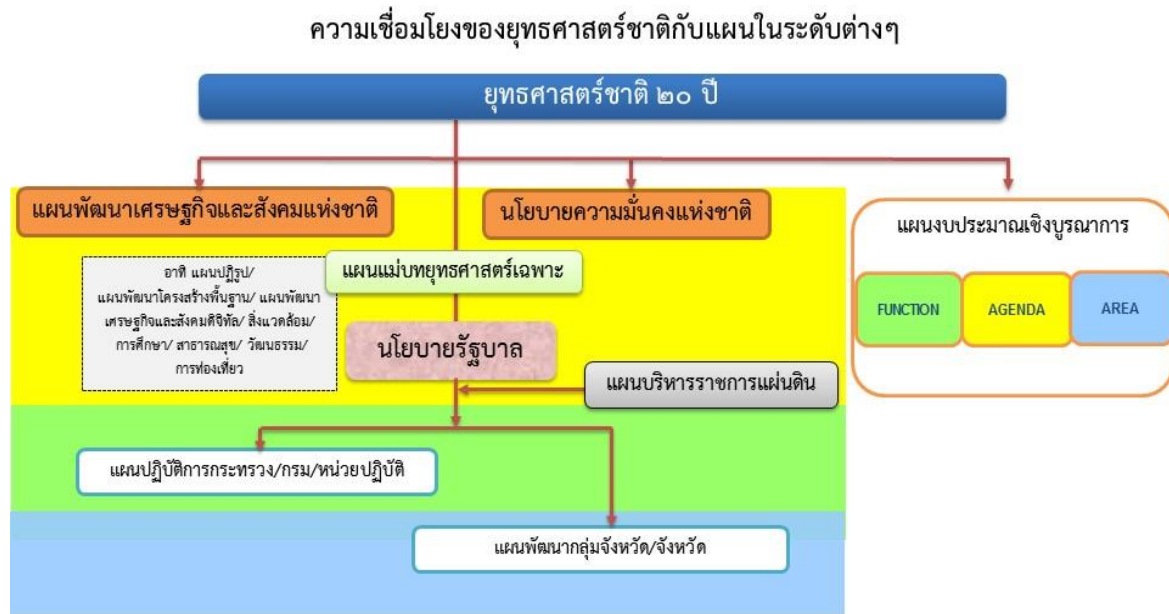 ความเชื่อมโยงของยุทธศาสตร์ชาติกับแผนในระดับต่างๆ
ยุทธศาสตร์ชาติ ๒๐ ปี
แผนพัฒนาเศรษฐกิจและสังคมแห่งชาติ
นโยบายความมั่นคงแห่งชาติ
แผนงบประมาณเชิงบูรณาการ
แผนแม่บทยุทธศาสตร์เฉพาะ
อาทิ แผนปฏิรูป/
แผนพัฒนาโครงสร้างพื้นฐาน/ แผนพัฒนา
เศรษฐกิจและสังคมดิจิทัล/ สิ่งแวดล้อม/
การศึกษา/ สาธารณสุข/ วัฒนธรรม/
การท่องเที่ยว
FUNCTION
AGENDA
AREA
นโยบายรัฐบาล
แผนบริหารราชการแผ่นดิน
แผนปฏิบัติการกระทรวง/กรม/หน่วยปฏิบัติ
แผนพัฒนากลุ่มจังหวัด/จังหวัด